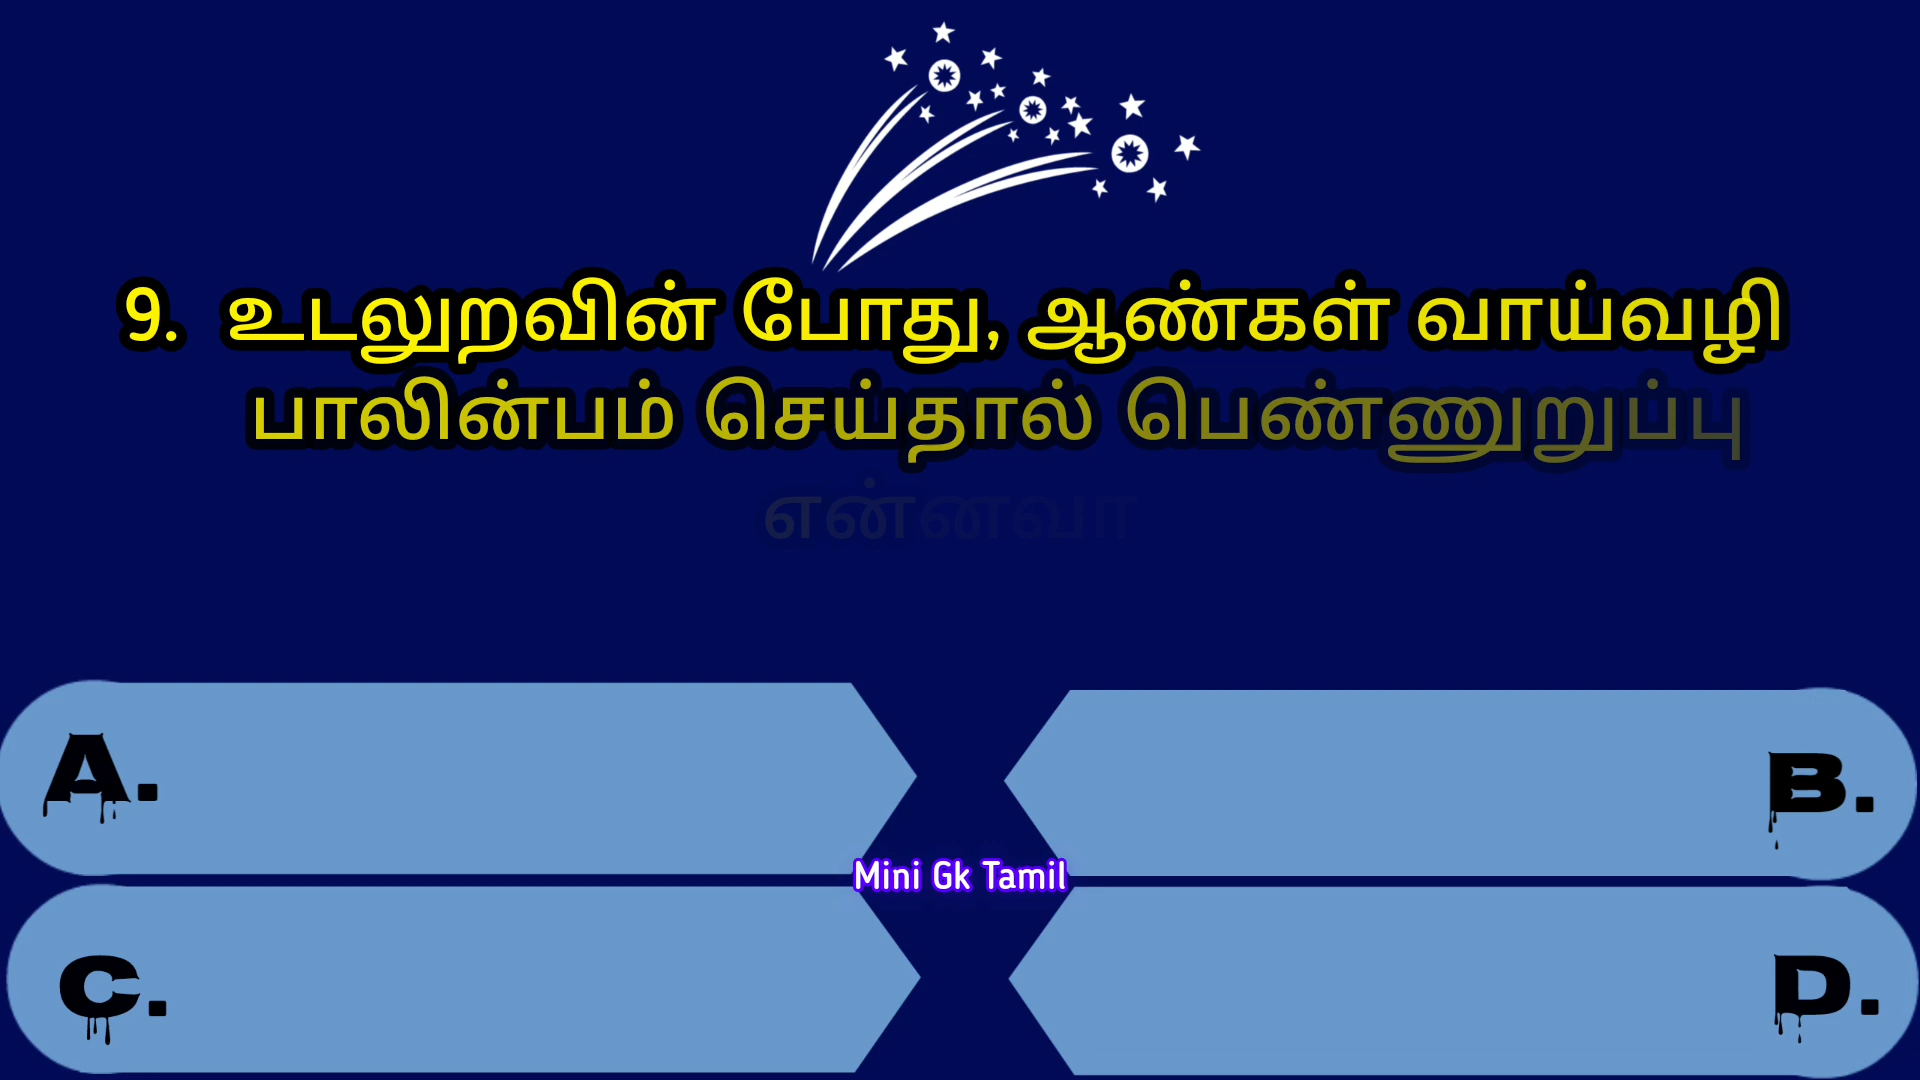 9. உடலுறவின் போது, ஆண்கள் வாய்வழி
பாலின்பம் செய்தால் பெண்ணுறுப்பு
என்னவா
A.
B.
Mini Gk Tamil
C.
D.